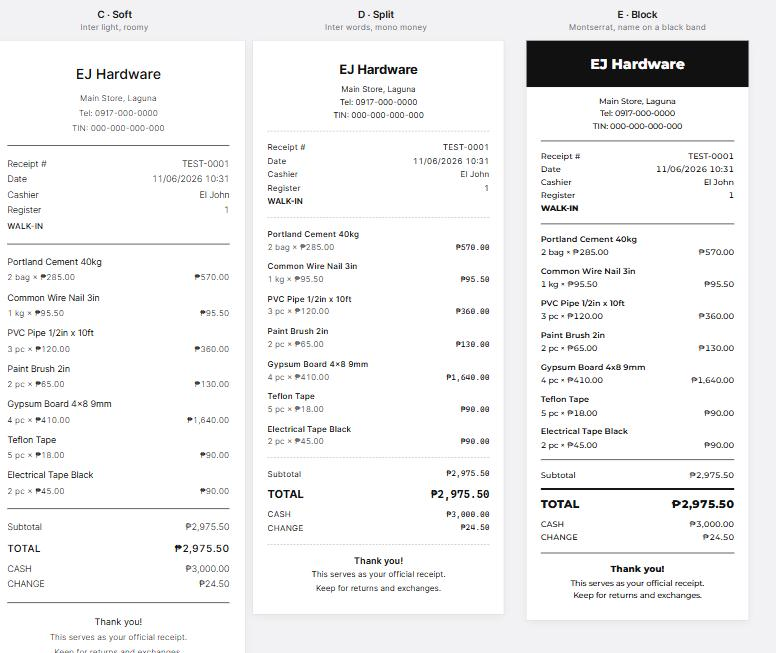 C · Soft
Inter light, roomy
EJ Hardware
Main Store, Laguna
Tel: 0917-000-0000
TIN: 000-000-000-000
Receipt # TEST-0001
Date 11/06/2026 10:31
Cashier El John
Register 1
WALK-IN
Portland Cement 40kg
2 bag × ₱285.00 ₱570.00
Common Wire Nail 3in
1 kg × ₱95.50 ₱95.50
PVC Pipe 1/2in x 10ft
3 pc × ₱120.00 ₱360.00
Paint Brush 2in
2 pc × ₱65.00 ₱130.00
Gypsum Board 4×8 9mm
4 pc × ₱410.00 ₱1,640.00
Teflon Tape
5 pc × ₱18.00 ₱90.00
Electrical Tape Black
2 pc × ₱45.00 ₱90.00
Subtotal ₱2,975.50
TOTAL ₱2,975.50
CASH ₱3,000.00
CHANGE ₱24.50
Thank you!
This serves as your official receipt.
Keep for returns and exchanges.
D · Split
Inter words, mono money
EJ Hardware
Main Store, Laguna
Tel: 0917-000-0000
TIN: 000-000-000-000
Receipt # TEST-0001
Date 11/06/2026 10:31
Cashier El John
Register 1
WALK-IN
Portland Cement 40kg
2 bag × ₱285.00 ₱570.00
Common Wire Nail 3in
1 kg × ₱95.50 ₱95.50
PVC Pipe 1/2in x 10ft
3 pc × ₱120.00 ₱360.00
Paint Brush 2in
2 pc × ₱65.00 ₱130.00
Gypsum Board 4×8 9mm
4 pc × ₱410.00 ₱1,640.00
Teflon Tape
5 pc × ₱18.00 ₱90.00
Electrical Tape Black
2 pc × ₱45.00 ₱90.00
Subtotal ₱2,975.50
TOTAL ₱2,975.50
CASH ₱3,000.00
CHANGE ₱24.50
Thank you!
This serves as your official receipt.
Keep for returns and exchanges.
E · Block
Montserrat, name on a black band
EJ Hardware
Main Store, Laguna
Tel: 0917-000-0000
TIN: 000-000-000-000
Receipt # TEST-0001
Date 11/06/2026 10:31
Cashier El John
Register 1
WALK-IN
Portland Cement 40kg
2 bag × ₱285.00 ₱570.00
Common Wire Nail 3in
1 kg × ₱95.50 ₱95.50
PVC Pipe 1/2in x 10ft
3 pc × ₱120.00 ₱360.00
Paint Brush 2in
2 pc × ₱65.00 ₱130.00
Gypsum Board 4x8 9mm
4 pc × ₱410.00 ₱1,640.00
Teflon Tape
5 pc × ₱18.00 ₱90.00
Electrical Tape Black
2 pc × ₱45.00 ₱90.00
Subtotal ₱2,975.50
TOTAL ₱2,975.50
CASH ₱3,000.00
CHANGE ₱24.50
Thank you!
This serves as your official receipt.
Keep for returns and exchanges.